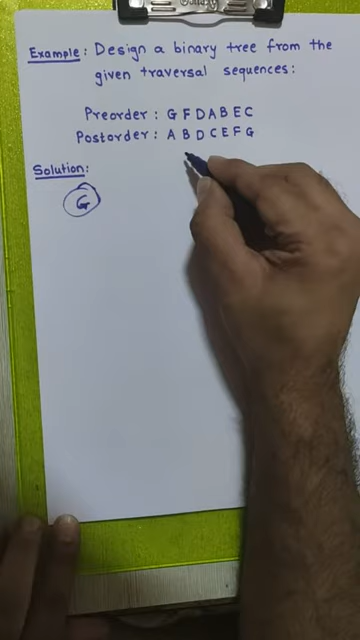 Example: Design a binary tree from the
given traversal sequences:
Preorder: G F D A B E C
Postorder: A B D C E F G
Solution:
G